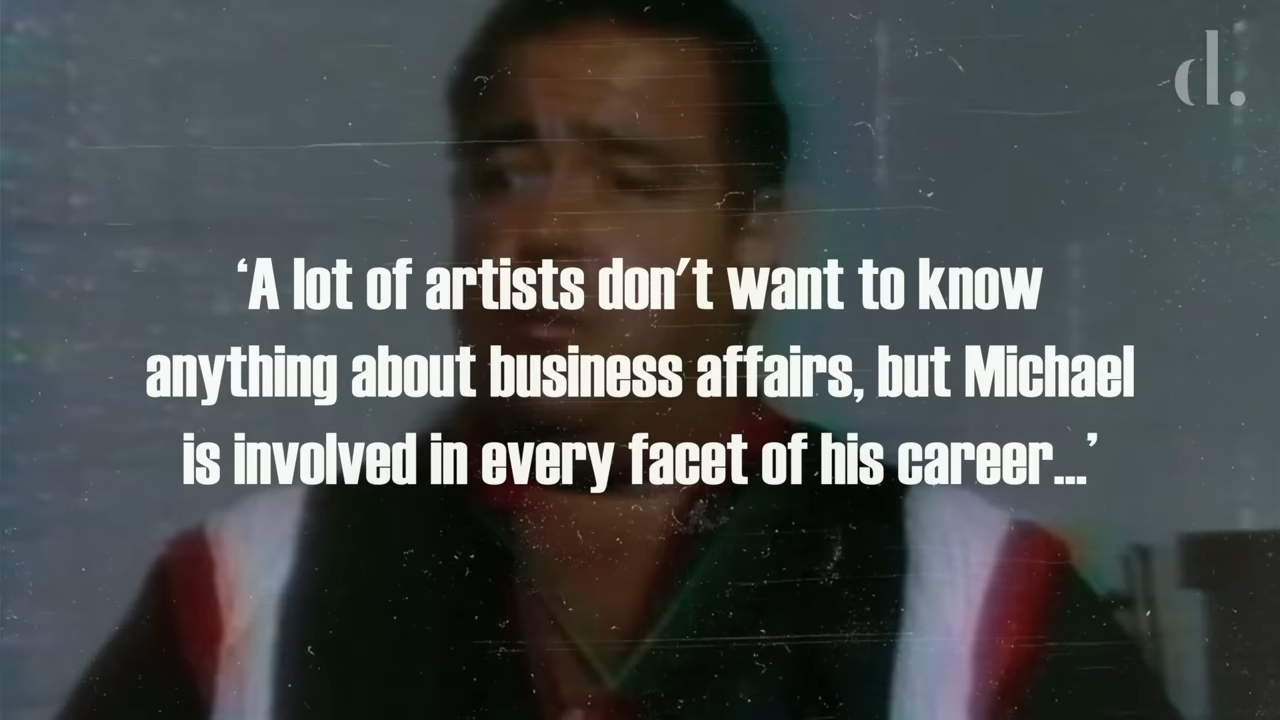 d.
‘A lot of artists don't want to know
anything about business affairs, but Michael
is involved in every facet of his career...’